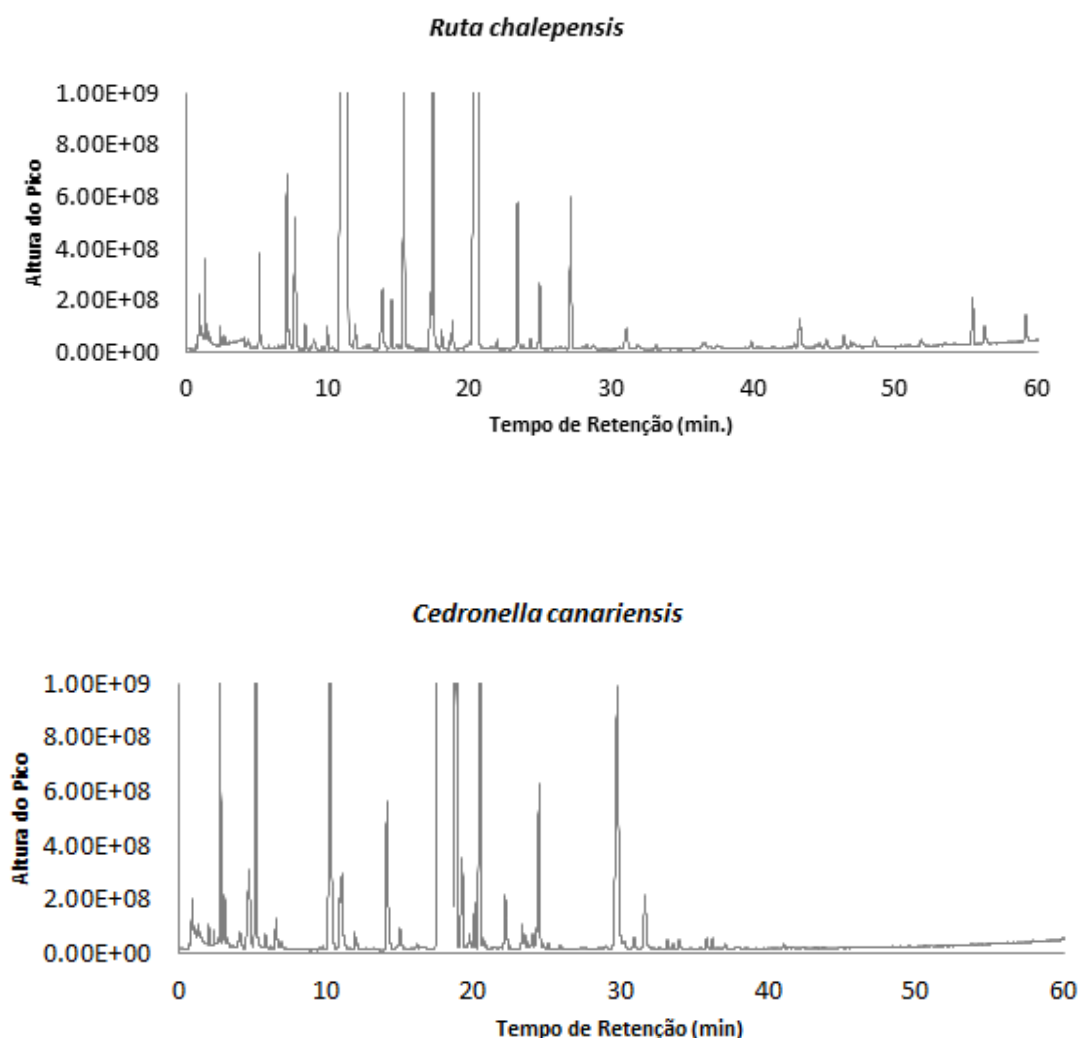 Ruta chalepensis
1.00E+09
8.00E+08
6.00E+08
4.00E+08
2.00E+08
0.00E+00
Altura do Pico
0 10 20 30 40 50 60
Tempo de Retenção (min.)
Cedronella canariensis
1.00E+09
8.00E+08
6.00E+08
4.00E+08
2.00E+08
0.00E+00
Altura do Pico
0 10 20 30 40 50 60
Tempo de Retenção (min)